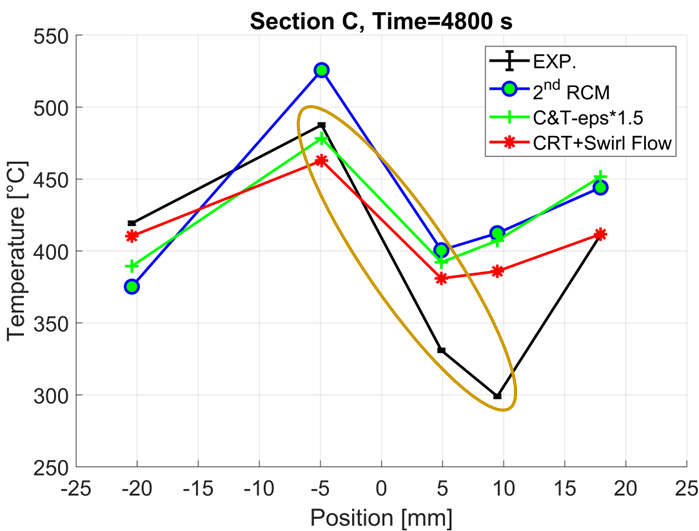 Section C, Time=4800 s
550
500
450
400
350
300
250
Temperature [°C]
EXP.
2nd RCM
C&T-eps*1.5
CRT+Swirl Flow
-25 -20 -15 -10 -5 0 5 10 15 20 25
Position [mm]